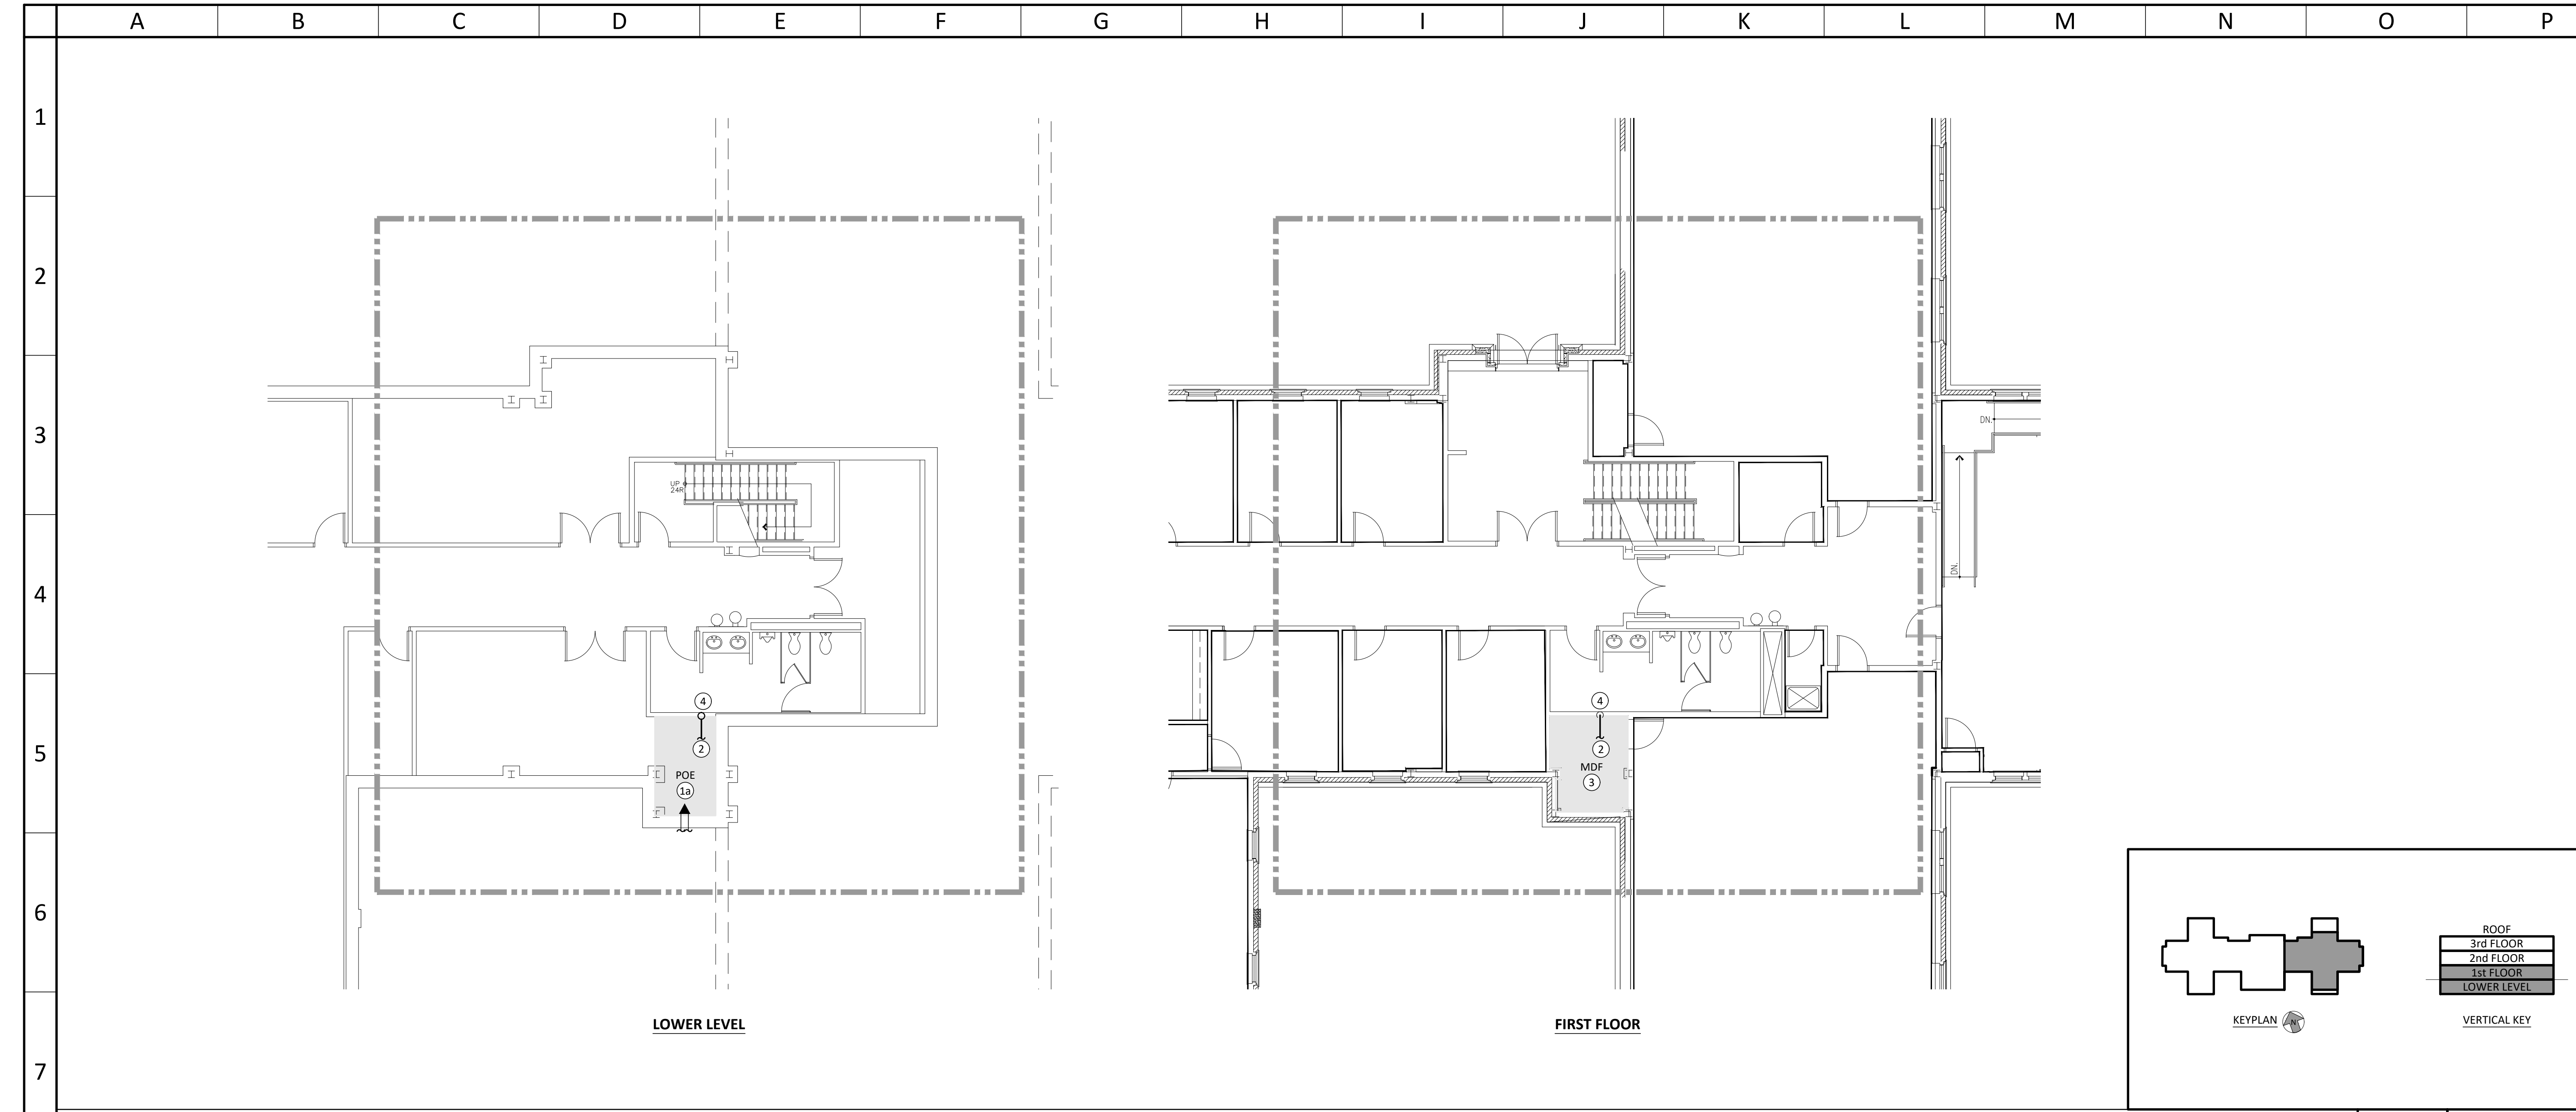 A B C D E F G H I J K L M N O P
1
2
3
4
5
6
7
UP
24R
4
2
POE
1a
LOWER LEVEL
DN.
DN.
4
2
MDF
3
FIRST FLOOR
KEYPLAN
N
ROOF
3rd FLOOR
2nd FLOOR
1st FLOOR
LOWER LEVEL
VERTICAL KEY